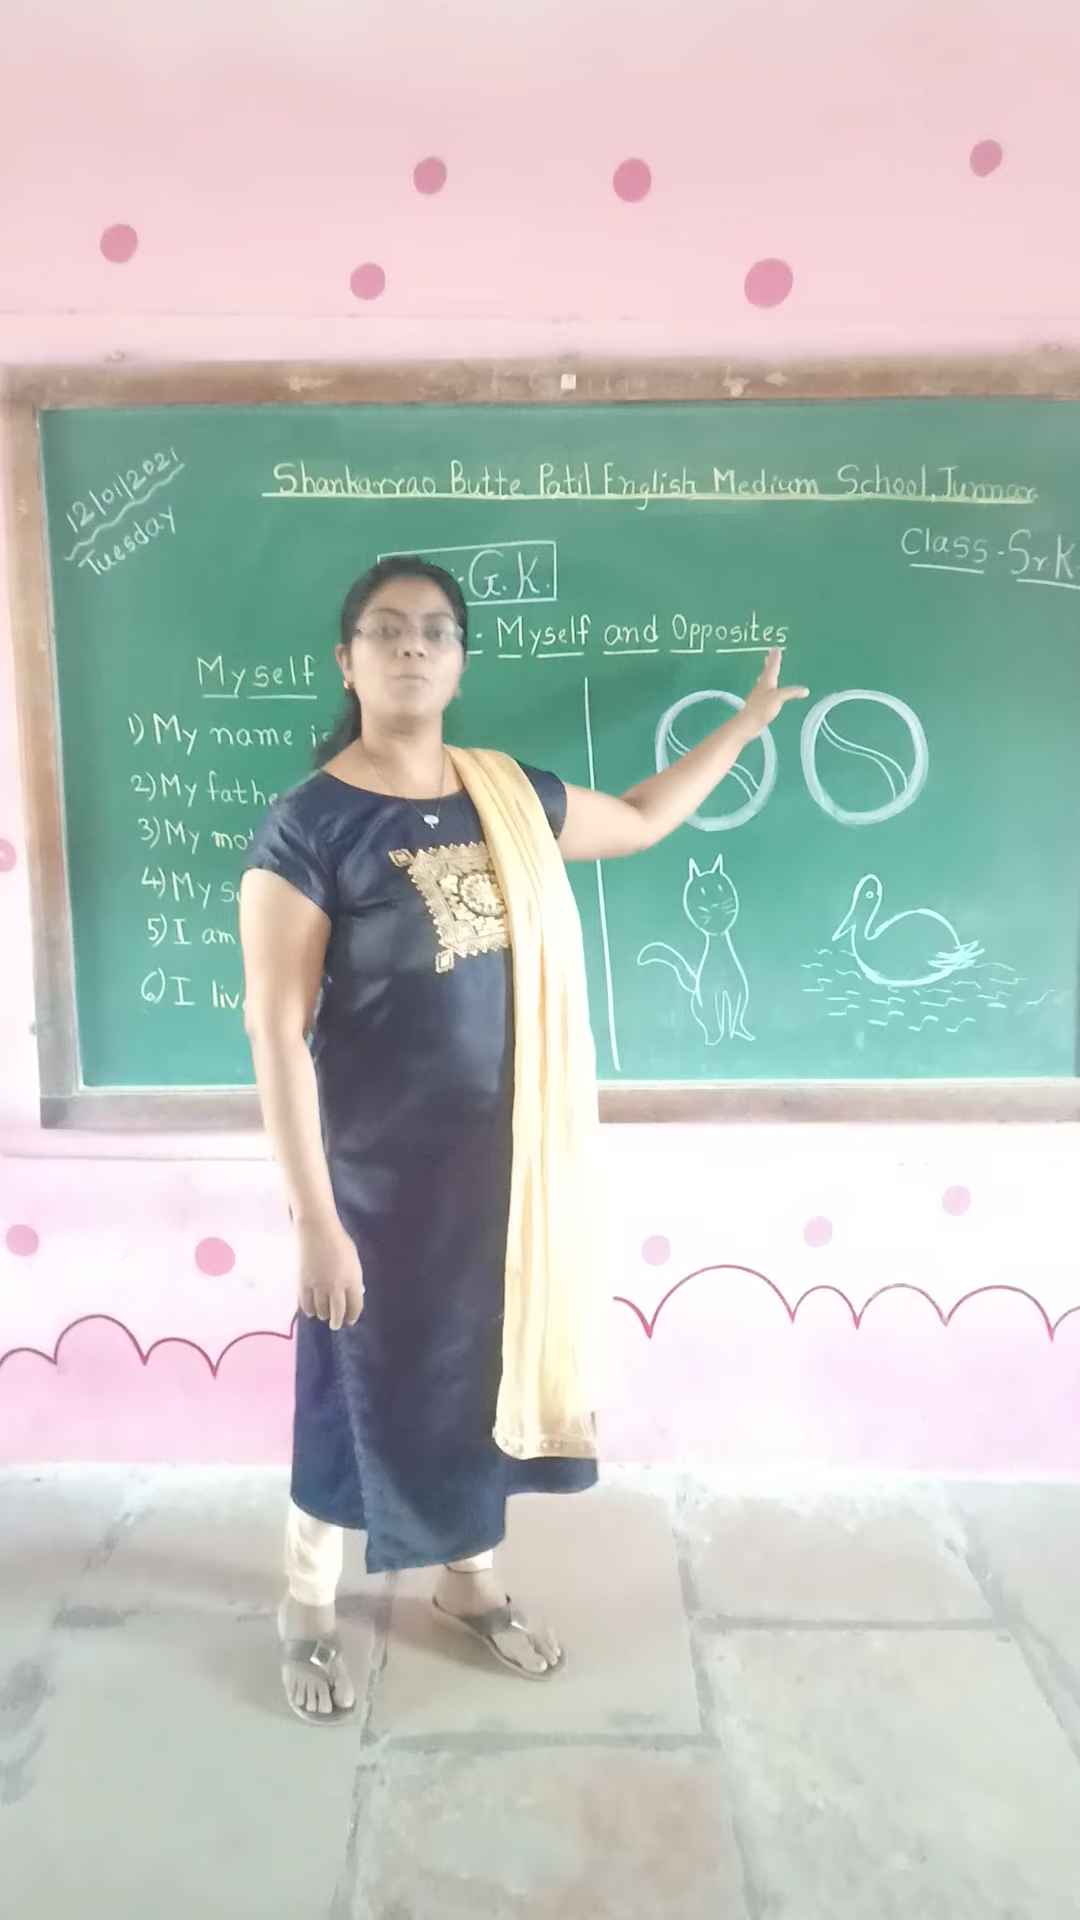 12/01/2021
Tuesday
Shankarrao Butte Patil English Medium School, Junnar.
Class - Sr. K.
:- G.K.
- Myself and Opposites
Myself
1) My name is
2) My fathe
3) My mot
4) My s
5) I am
6) I liv